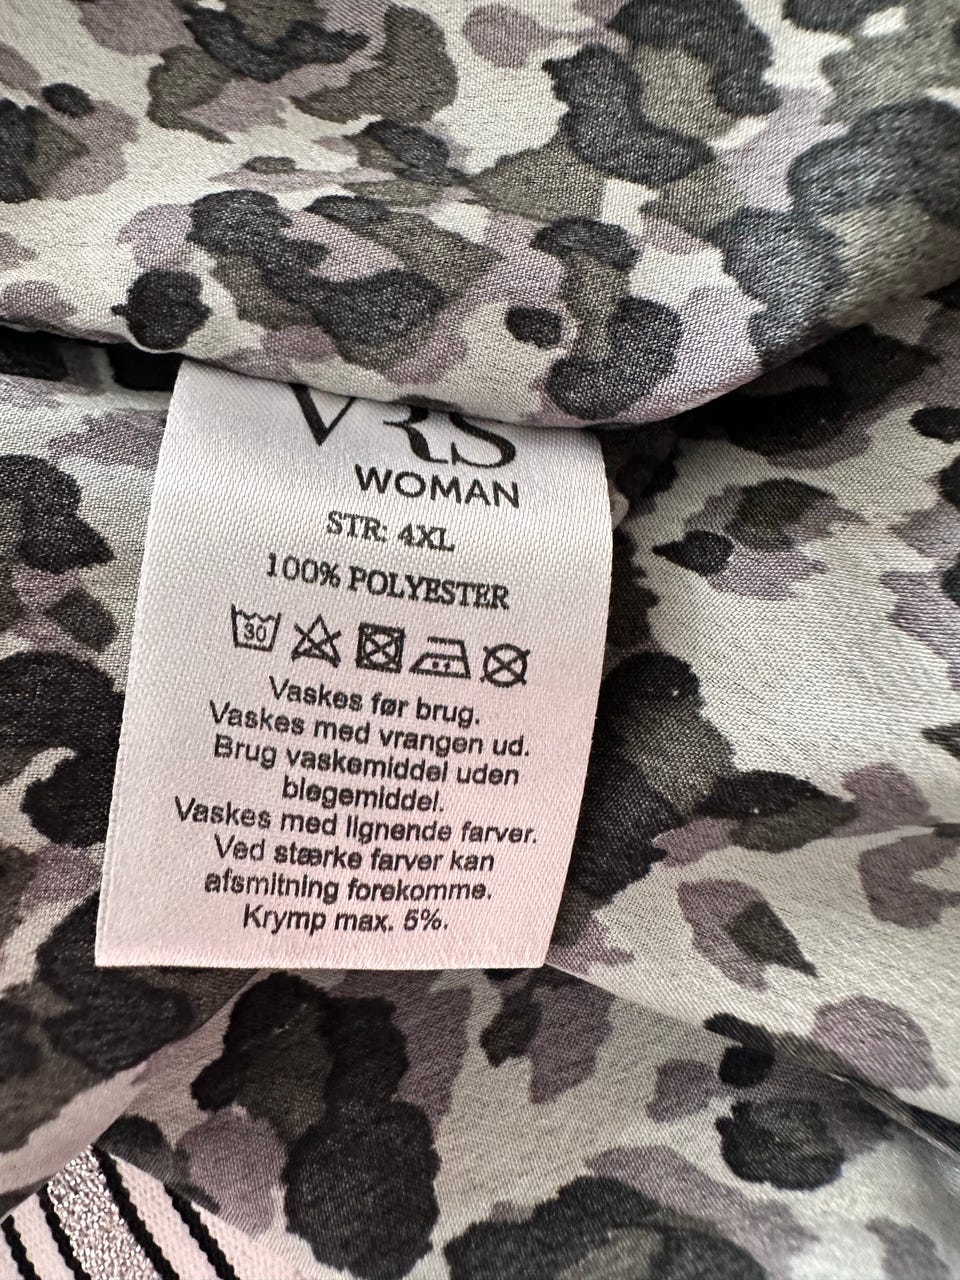 VRS
WOMAN
STR: 4XL
100% POLYESTER
30
Vaskes før brug.
Vaskes med vrangen ud.
Brug vaskemiddel uden
blegemiddel.
Vaskes med lignende farver.
Ved stærke farver kan
afsmitning forekomme.
Krymp max. 5%.